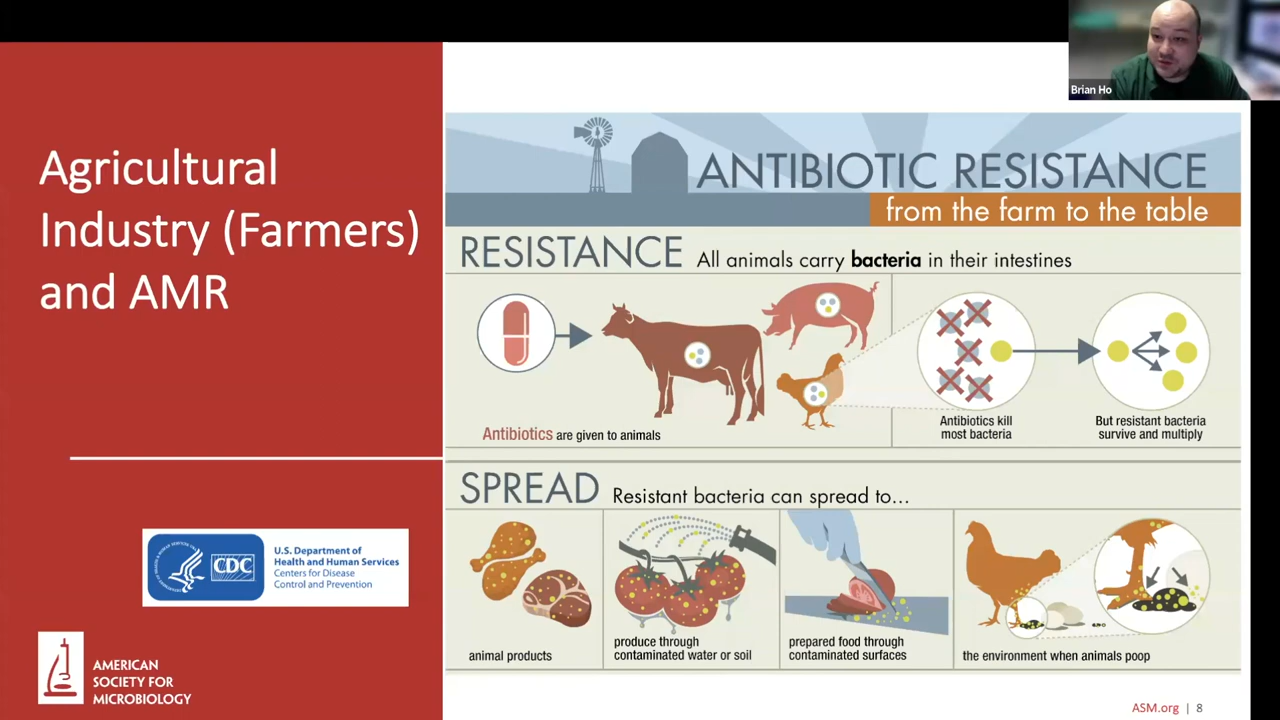 Brian Ho
Agricultural
Industry (Farmers)
and AMR
CDC
U.S. Department of
Health and Human Services
Centers for Disease
Control and Prevention
AMERICAN
SOCIETY FOR
MICROBIOLOGY
ANTIBIOTIC RESISTANCE
from the farm to the table
RESISTANCE All animals carry bacteria in their intestines
Antibiotics are given to animals
Antibiotics kill
most bacteria
But resistant bacteria
survive and multiply
SPREAD Resistant bacteria can spread to...
animal products
produce through
contaminated water or soil
prepared food through
contaminated surfaces
the environment when animals poop
ASM.org | 8